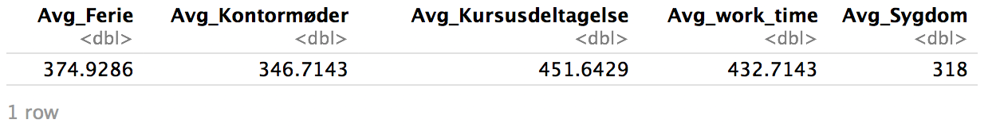 Avg_Ferie Avg_Kontormøder Avg_Kursusdeltagelse Avg_work_time Avg_Sygdom
<dbl> <dbl> <dbl> <dbl> <dbl>
374.9286 346.7143 451.6429 432.7143 318
1 row